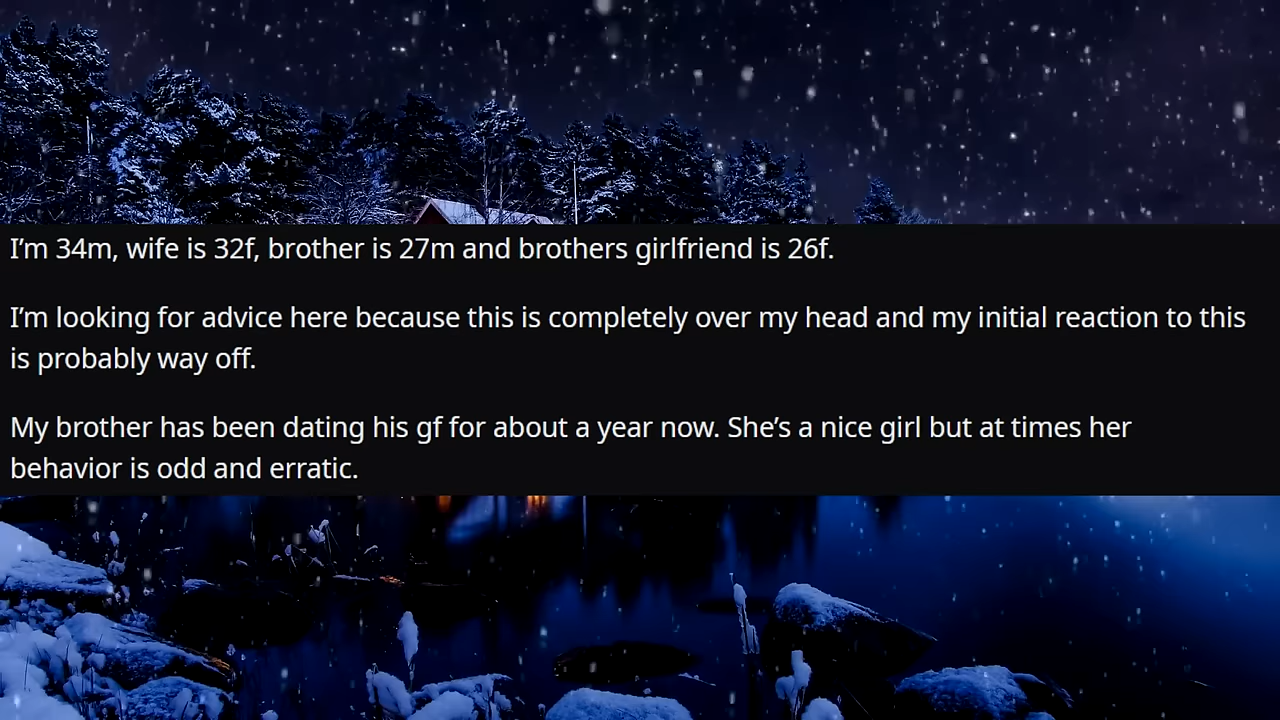 I’m 34m, wife is 32f, brother is 27m and brothers girlfriend is 26f.
I’m looking for advice here because this is completely over my head and my initial reaction to this
is probably way off.
My brother has been dating his gf for about a year now. She’s a nice girl but at times her
behavior is odd and erratic.